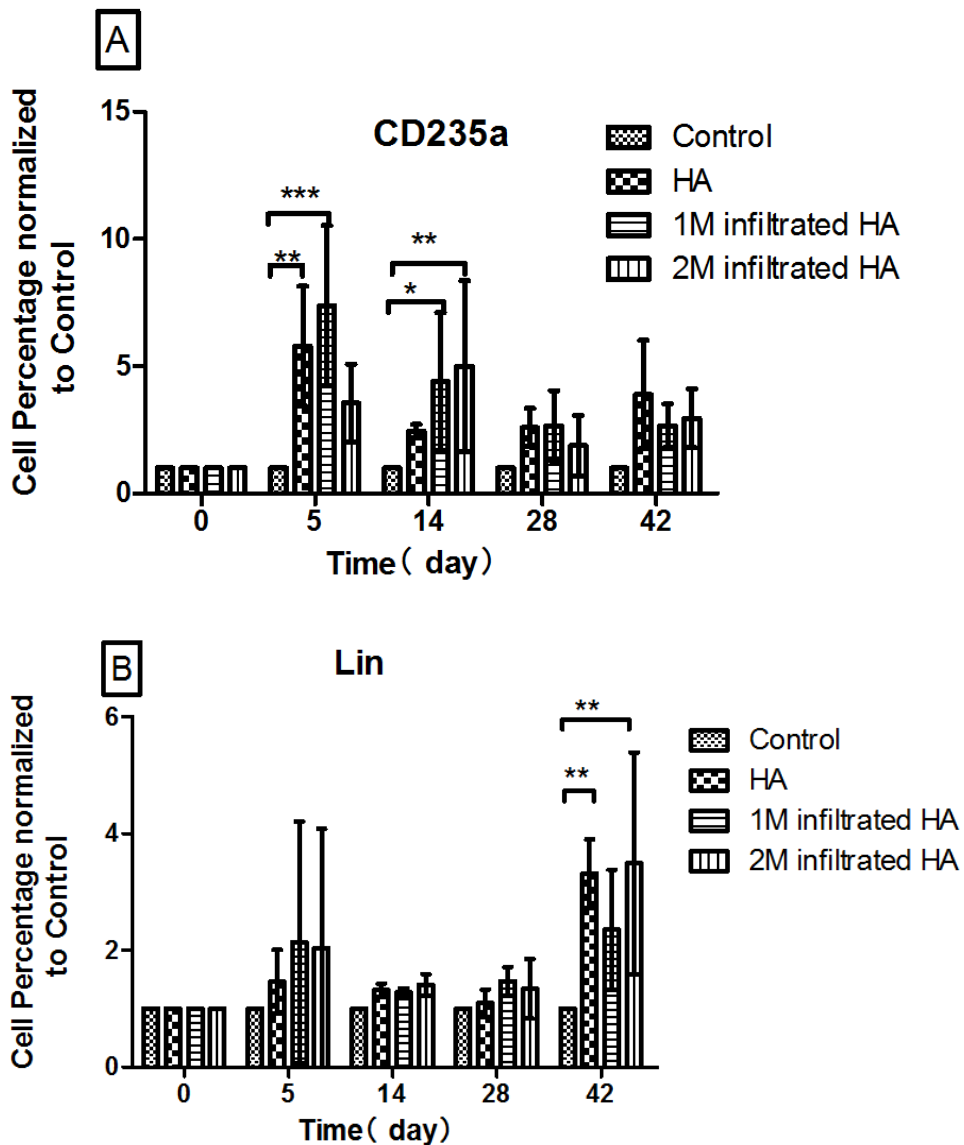 A
CD235a
Cell Percentage normalized
to Control
15
10
5
0
***
**
**
*
Control
HA
1M infiltrated HA
2M infiltrated HA
0 5 14 28 42
Time( day)
B
Lin
Cell Percentage normalized
to Control
6
4
2
0
**
**
Control
HA
1M infiltrated HA
2M infiltrated HA
0 5 14 28 42
Time( day)